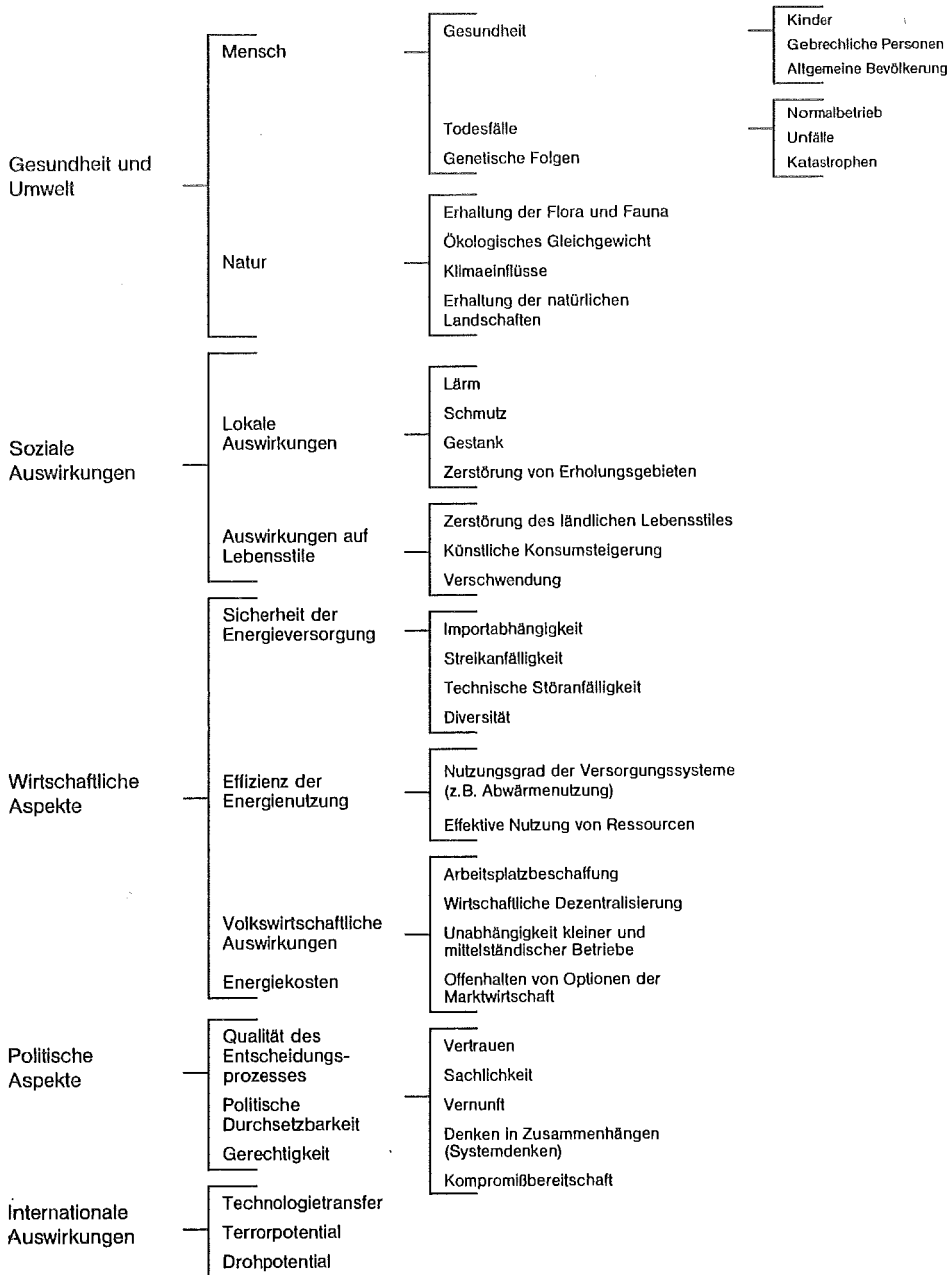 Gesundheit und
Umwelt
Mensch
Gesundheit
Kinder
Gebrechliche Personen
Allgemeine Bevölkerung
Todesfälle
Normalbetrieb
Unfälle
Katastrophen
Genetische Folgen
Natur
Erhaltung der Flora und Fauna
Ökologisches Gleichgewicht
Klimaeinflüsse
Erhaltung der natürlichen
Landschaften
Soziale
Auswirkungen
Lokale
Auswirkungen
Lärm
Schmutz
Gestank
Zerstörung von Erholungsgebieten
Auswirkungen auf
Lebensstile
Zerstörung des ländlichen Lebensstiles
Künstliche Konsumsteigerung
Verschwendung
Wirtschaftliche
Aspekte
Sicherheit der
Energieversorgung
Importabhängigkeit
Streikanfälligkeit
Technische Störanfälligkeit
Diversität
Effizienz der
Energienutzung
Nutzungsgrad der Versorgungssysteme
(z.B. Abwärmenutzung)
Effektive Nutzung von Ressourcen
Volkswirtschaftliche
Auswirkungen
Arbeitsplatzbeschaffung
Wirtschaftliche Dezentralisierung
Unabhängigkeit kleiner und
mittelständischer Betriebe
Offenhalten von Optionen der
Marktwirtschaft
Energiekosten
Politische
Aspekte
Qualität des
Entscheidungs-
prozesses
Politische
Durchsetzbarkeit
Gerechtigkeit
Vertrauen
Sachlichkeit
Vernunft
Denken in Zusammenhängen
(Systemdenken)
Kompromißbereitschaft
Internationale
Auswirkungen
Technologietransfer
Terrorpotential
Drohpotential